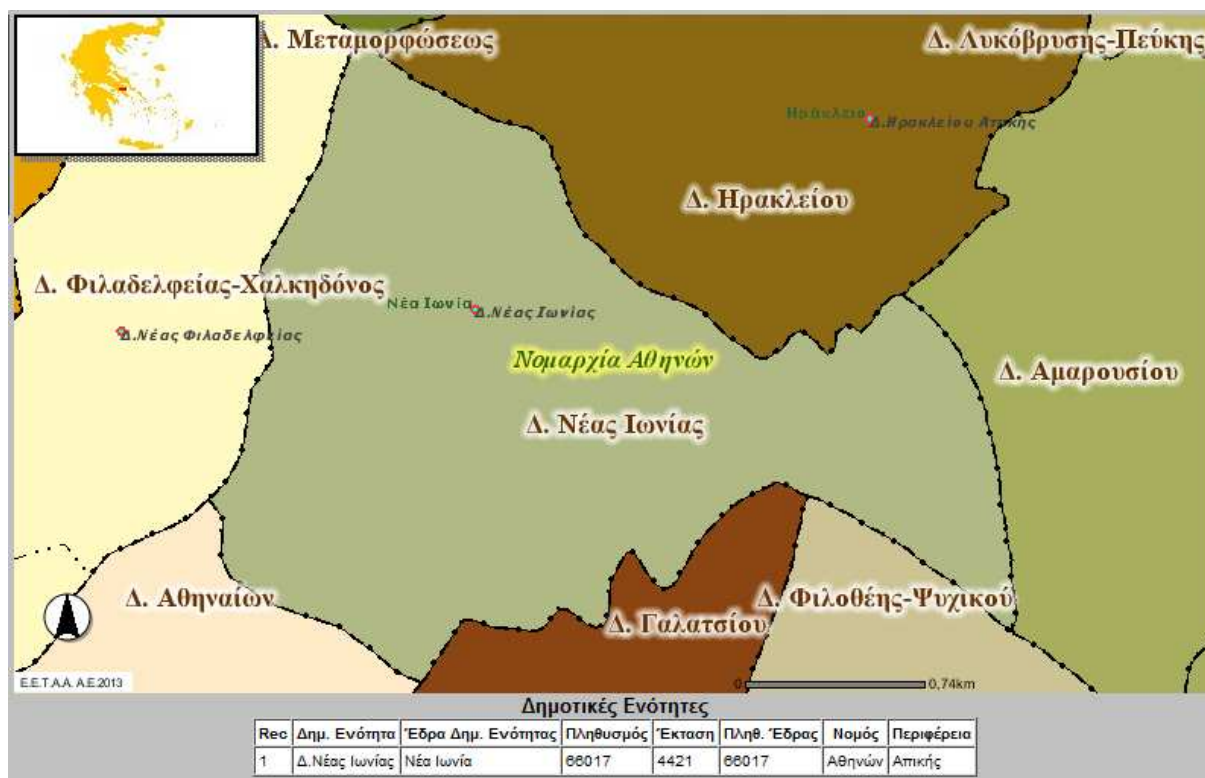 Δ. Μεταμορφώσεως
Δ. Λυκόβρυσης-Πεύκης
Ηράκλειο
Δ.Ηρακλείου Αττικής
Δ. Ηρακλείου
Δ. Φιλαδελφείας-Χαλκηδόνος
Δ.Νέας Φιλαδελφείας
Νέα Ιωνία
Δ.Νέας Ιωνίας
Νομαρχία Αθηνών
Δ. Αμαρουσίου
Δ. Νέας Ιωνίας
Δ. Αθηναίων
Δ. Γαλατσίου
Δ. Φιλοθέης-Ψυχικού
Ε.Ε.Τ.Α.Α. Α.Ε.2013
0 0,74km
Δημοτικές Ενότητες
Rec Δημ. Ενότητα Έδρα Δημ. Ενότητας Πληθυσμός Έκταση Πληθ. Έδρας Νομός Περιφέρεια
1 Δ.Νέας Ιωνίας Νέα Ιωνία 66017 4421 66017 Αθηνών Αττικής